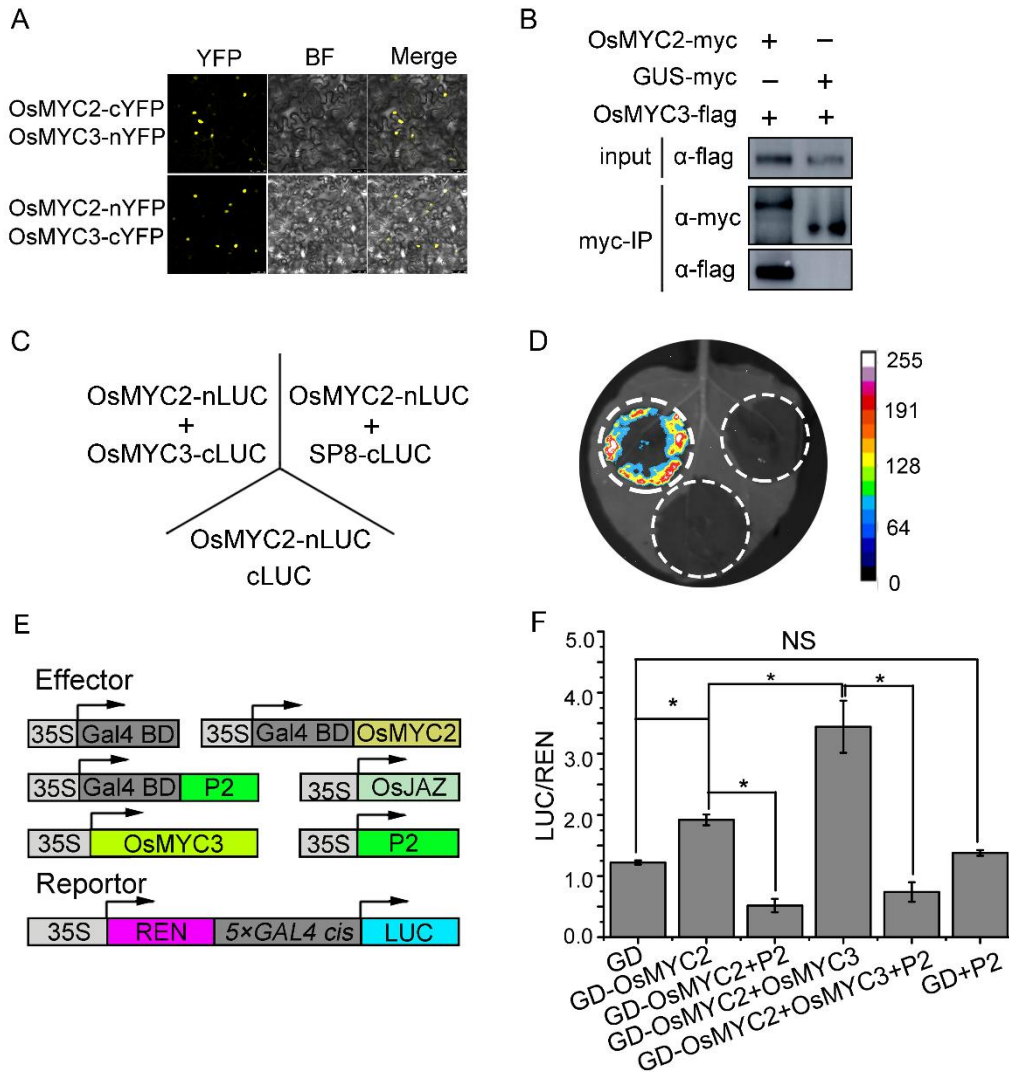 A
YFP BF Merge
OsMYC2-cYFP
OsMYC3-nYFP
OsMYC2-nYFP
OsMYC3-cYFP
B
OsMYC2-myc + −
GUS-myc − +
OsMYC3-flag + +
input α-flag
myc-IP
α-myc
α-flag
C
OsMYC2-nLUC
+
OsMYC3-cLUC
OsMYC2-nLUC
+
SP8-cLUC
OsMYC2-nLUC
cLUC
D
255
191
128
64
0
E
Effector
35S Gal4 BD
35S Gal4 BD OsMYC2
35S Gal4 BD P2
35S OsJAZ
35S OsMYC3
35S P2
Reportor
35S REN 5×GAL4 cis LUC
F
LUC/REN
5.0
4.0
3.0
2.0
1.0
0.0
NS
*
*
*
*
GD
GD-OsMYC2
GD-OsMYC2+P2
GD-OsMYC2+OsMYC3
GD-OsMYC2+OsMYC3+P2
GD+P2